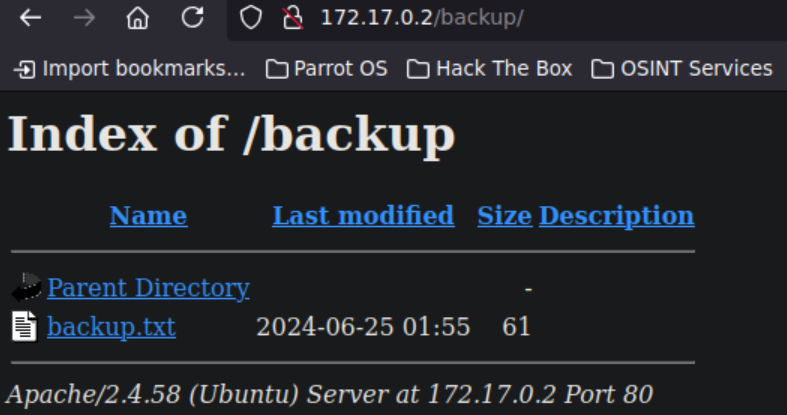 172.17.0.2/backup/
Import bookmarks... Parrot OS Hack The Box OSINT Services
Index of /backup
Name Last modified Size Description
Parent Directory -
backup.txt 2024-06-25 01:55 61
Apache/2.4.58 (Ubuntu) Server at 172.17.0.2 Port 80